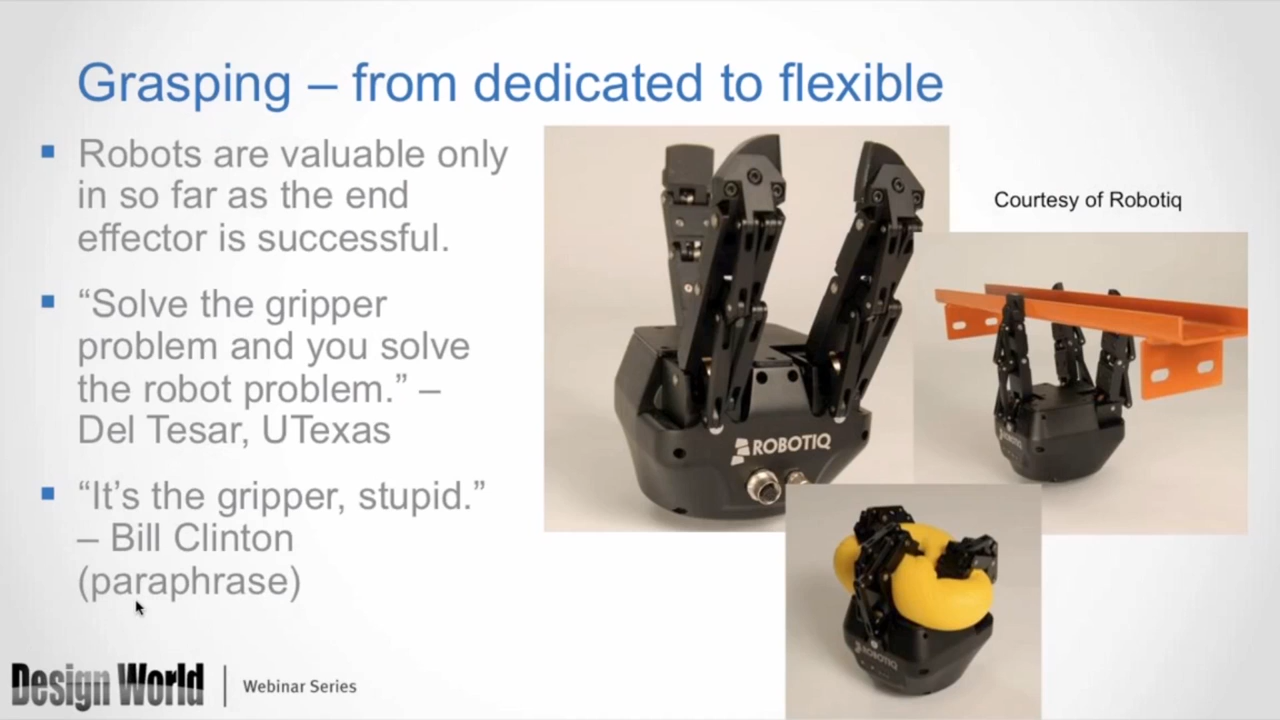 Grasping – from dedicated to flexible
Robots are valuable only
in so far as the end
effector is successful.
“Solve the gripper
problem and you solve
the robot problem.” –
Del Tesar, UTexas
“It’s the gripper, stupid.”
– Bill Clinton
(paraphrase)
Courtesy of Robotiq
ROBOTIQ
ROBOTIQ
ROBOTIQ
Design World
Webinar Series